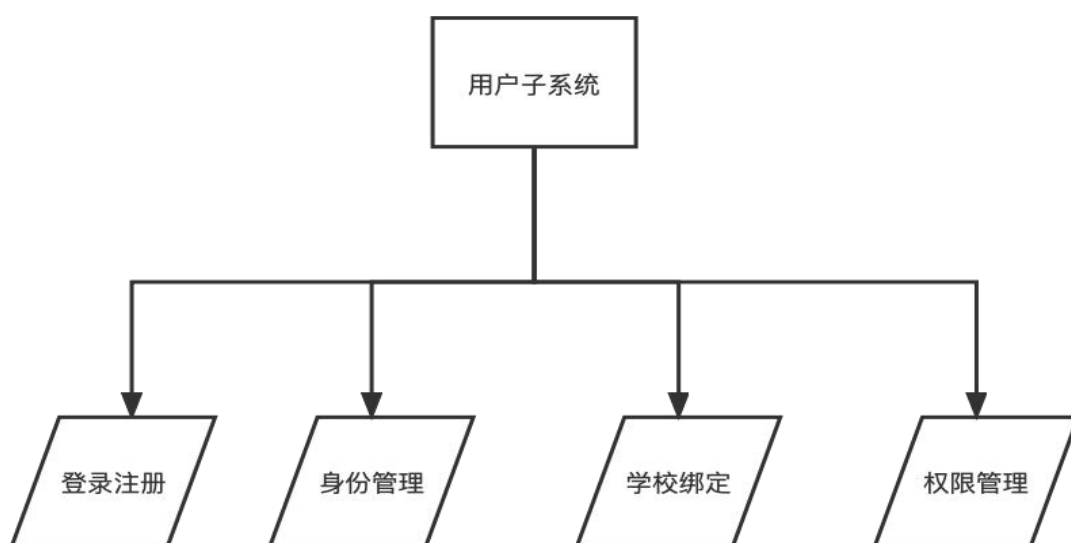 用户子系统
登录注册
身份管理
学校绑定
权限管理